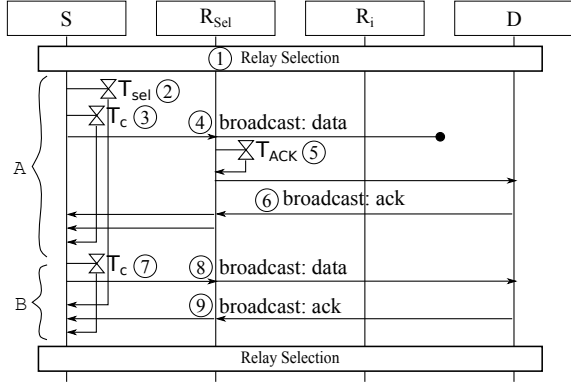 S R_Sel R_i D
① Relay Selection
T_sel ②
T_c ③
④ broadcast: data
T_ACK ⑤
A
⑥ broadcast: ack
T_c ⑦ ⑧ broadcast: data
B
⑨ broadcast: ack
Relay Selection